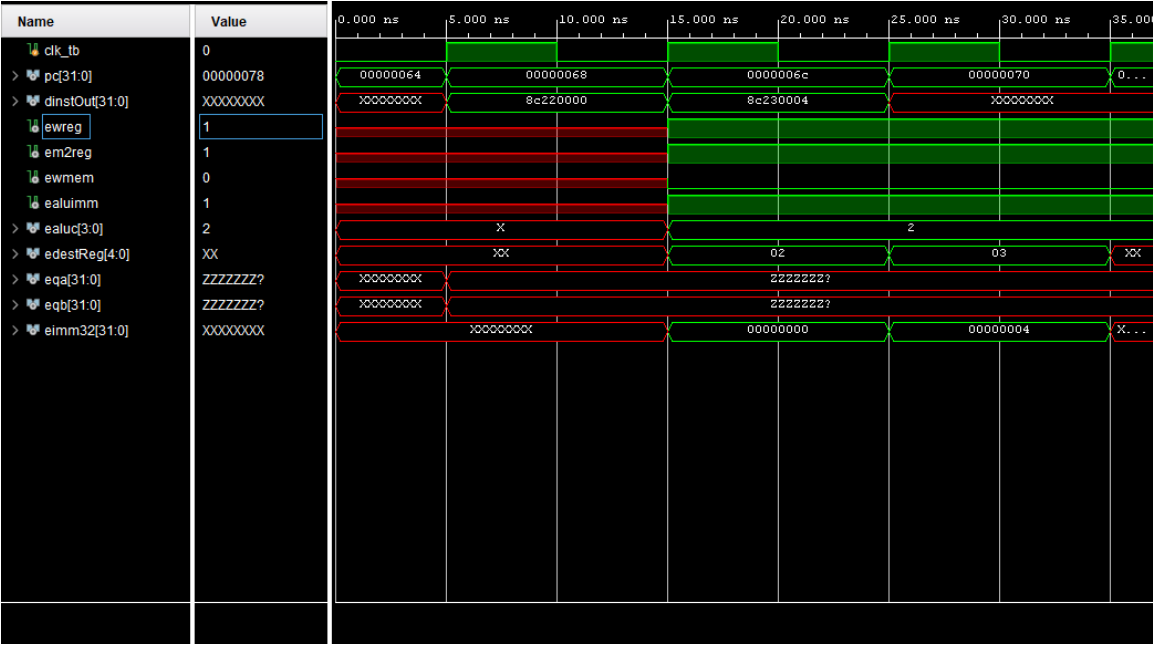 Name Value 0.000 ns 5.000 ns 10.000 ns 15.000 ns 20.000 ns 25.000 ns 30.000 ns 35.00
clk_tb 0
pc[31:0] 00000078 00000064 00000068 0000006c 00000070 0...
dinstOut[31:0] XXXXXXXX XXXXXXXX 8c220000 8c230004 XXXXXXXX
ewreg 1
em2reg 1
ewmem 0
ealuimm 1
ealuc[3:0] 2 X 2
edestReg[4:0] XX XX 02 03 XX
eqa[31:0] ZZZZZZZ? XXXXXXXX ZZZZZZZ?
eqb[31:0] ZZZZZZZ? XXXXXXXX ZZZZZZZ?
eimm32[31:0] XXXXXXXX XXXXXXXX 00000000 00000004 X...